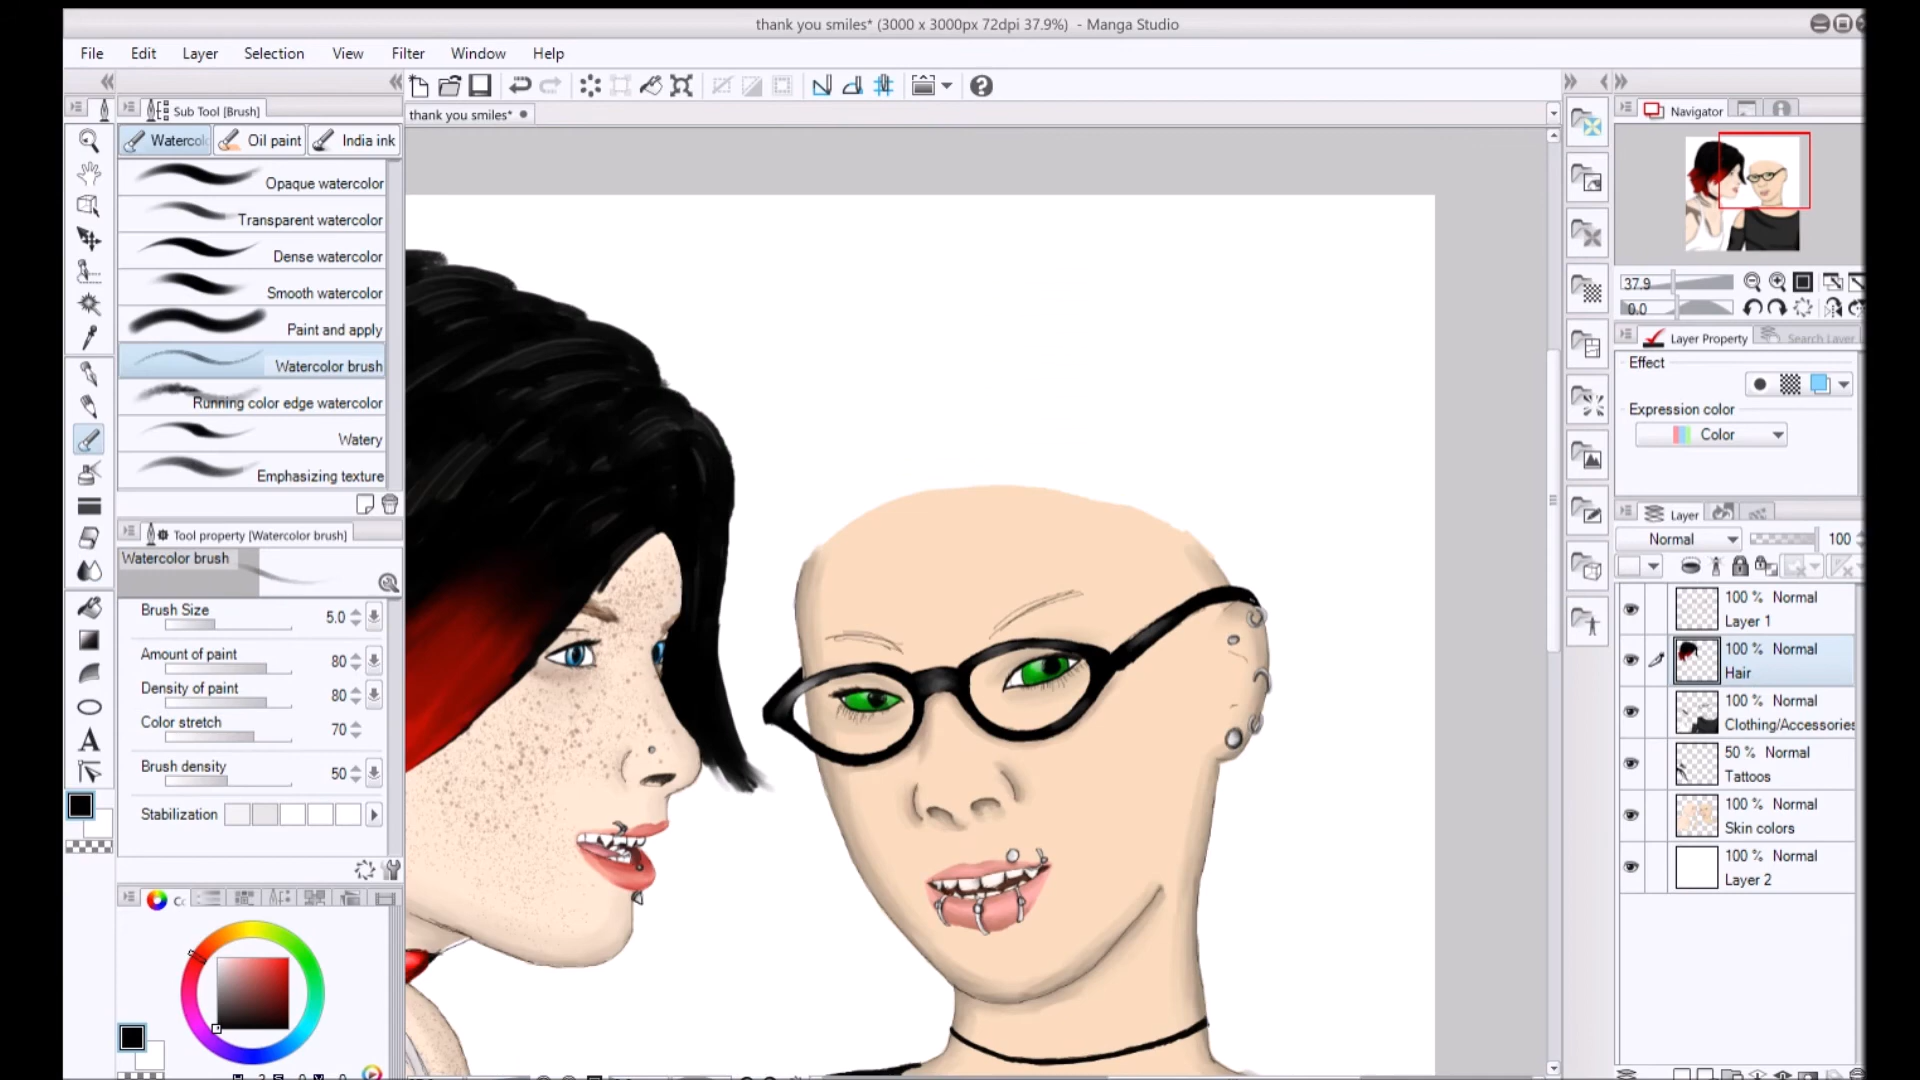 thank you smiles* (3000 x 3000px 72dpi 37.9%) - Manga Studio
File Edit Layer Selection View Filter Window Help
Sub Tool [Brush]
thank you smiles*
Navigator
Watercolo Oil paint India ink
Opaque watercolor
Transparent watercolor
Dense watercolor
Smooth watercolor
Paint and apply
Watercolor brush
Running color edge watercolor
Watery
Emphasizing texture
Tool property [Watercolor brush]
Watercolor brush
Brush Size 5.0
Amount of paint 80
Density of paint 80
Color stretch 70
Brush density 50
Stabilization
37.9
0.0
Layer Property Search Layer
Effect
Expression color
Color
Layer
Normal 100
100 % Normal
Layer 1
100 % Normal
Hair
100 % Normal
Clothing/Accessories
50 % Normal
Tattoos
100 % Normal
Skin colors
100 % Normal
Layer 2